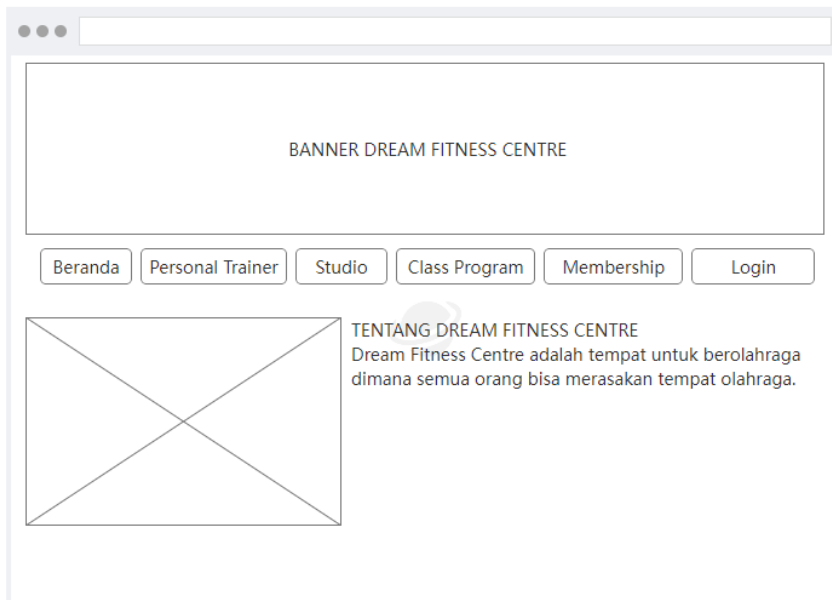 BANNER DREAM FITNESS CENTRE
Beranda Personal Trainer Studio Class Program Membership Login
TENTANG DREAM FITNESS CENTRE
Dream Fitness Centre adalah tempat untuk berolahraga
dimana semua orang bisa merasakan tempat olahraga.